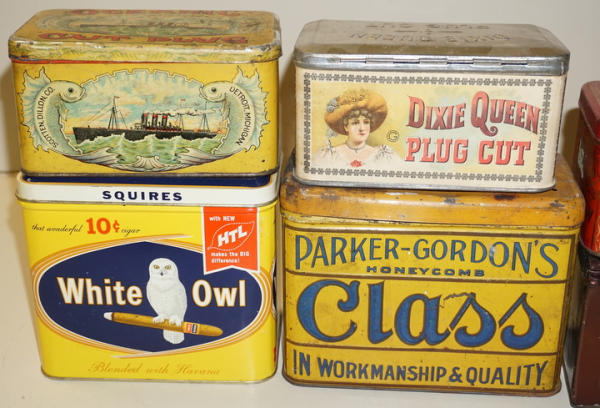 CUT PLUG
SCOTTEN, DILLON CO.
DETROIT, MICHIGAN
DIXIE QUEEN
PLUG CUT
SQUIRES
that wonderful 10¢ cigar
with NEW
HTL
makes the BIG
difference!
White Owl
Blended with Havana
PARKER-GORDON'S
HONEYCOMB
Class
IN WORKMANSHIP & QUALITY.